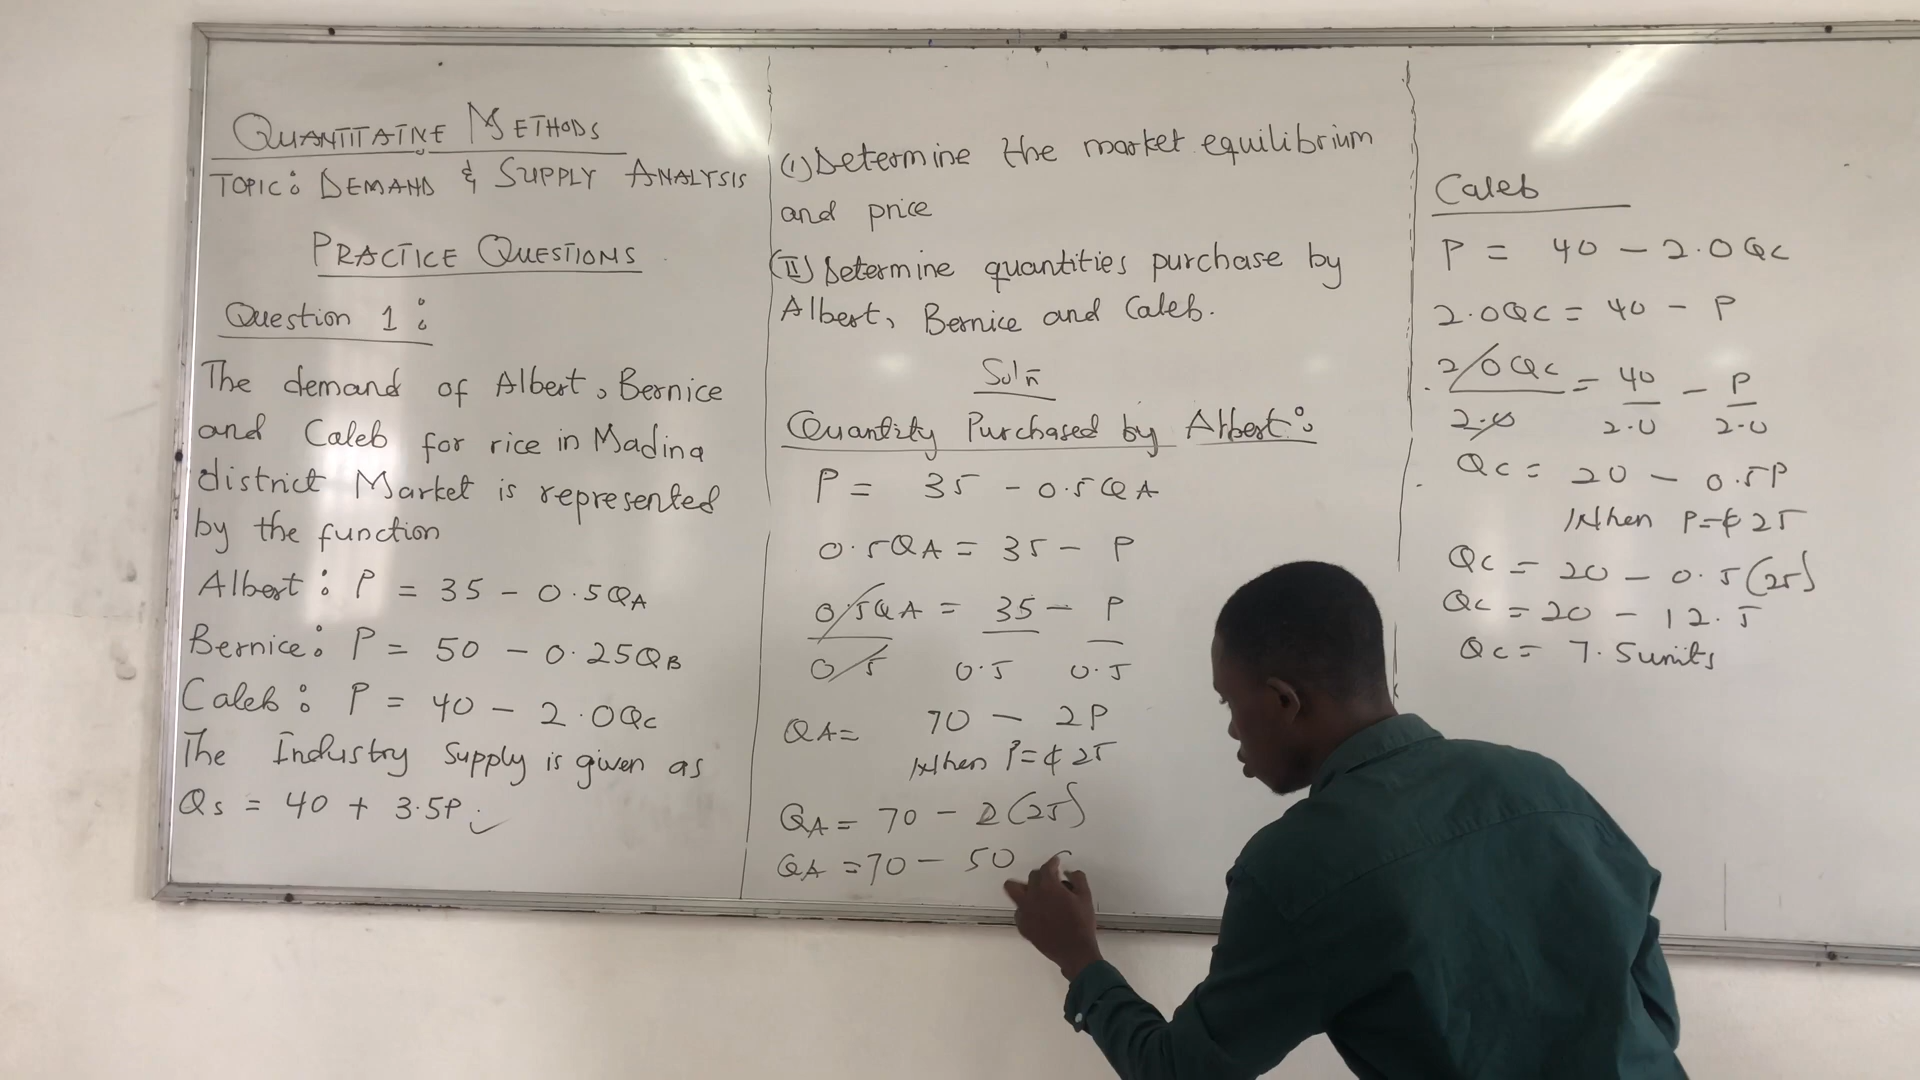 QUANTITATIVE METHODS
TOPIC: DEMAND & SUPPLY ANALYSIS
PRACTICE QUESTIONS
Question 1:
The demand of Albert, Bernice
and Caleb for rice in Madina
district Market is represented
by the function
Albert: P = 35 - 0.5QA
Bernice: P = 50 - 0.25QB
Caleb: P = 40 - 2.0Qc
The Industry Supply is given as
Qs = 40 + 3.5P.
(I) Determine the market equilibrium
and price
(II) Determine quantities purchase by
Albert, Bernice and Caleb.
Soln
Quantity Purchased by Albert:
P = 35 - 0.5QA
0.5QA = 35 - P
0.5QA = 35 - P
0.5 0.5 0.5
QA = 70 - 2P
When P = ¢25
QA = 70 - 2(25)
QA = 70 - 50
Caleb
P = 40 - 2.0Qc
2.0Qc = 40 - P
2.0Qc = 40 - P
2.0 2.0 2.0
Qc = 20 - 0.5P
When P = ¢25
Qc = 20 - 0.5(25)
Qc = 20 - 12.5
Qc = 7.5units